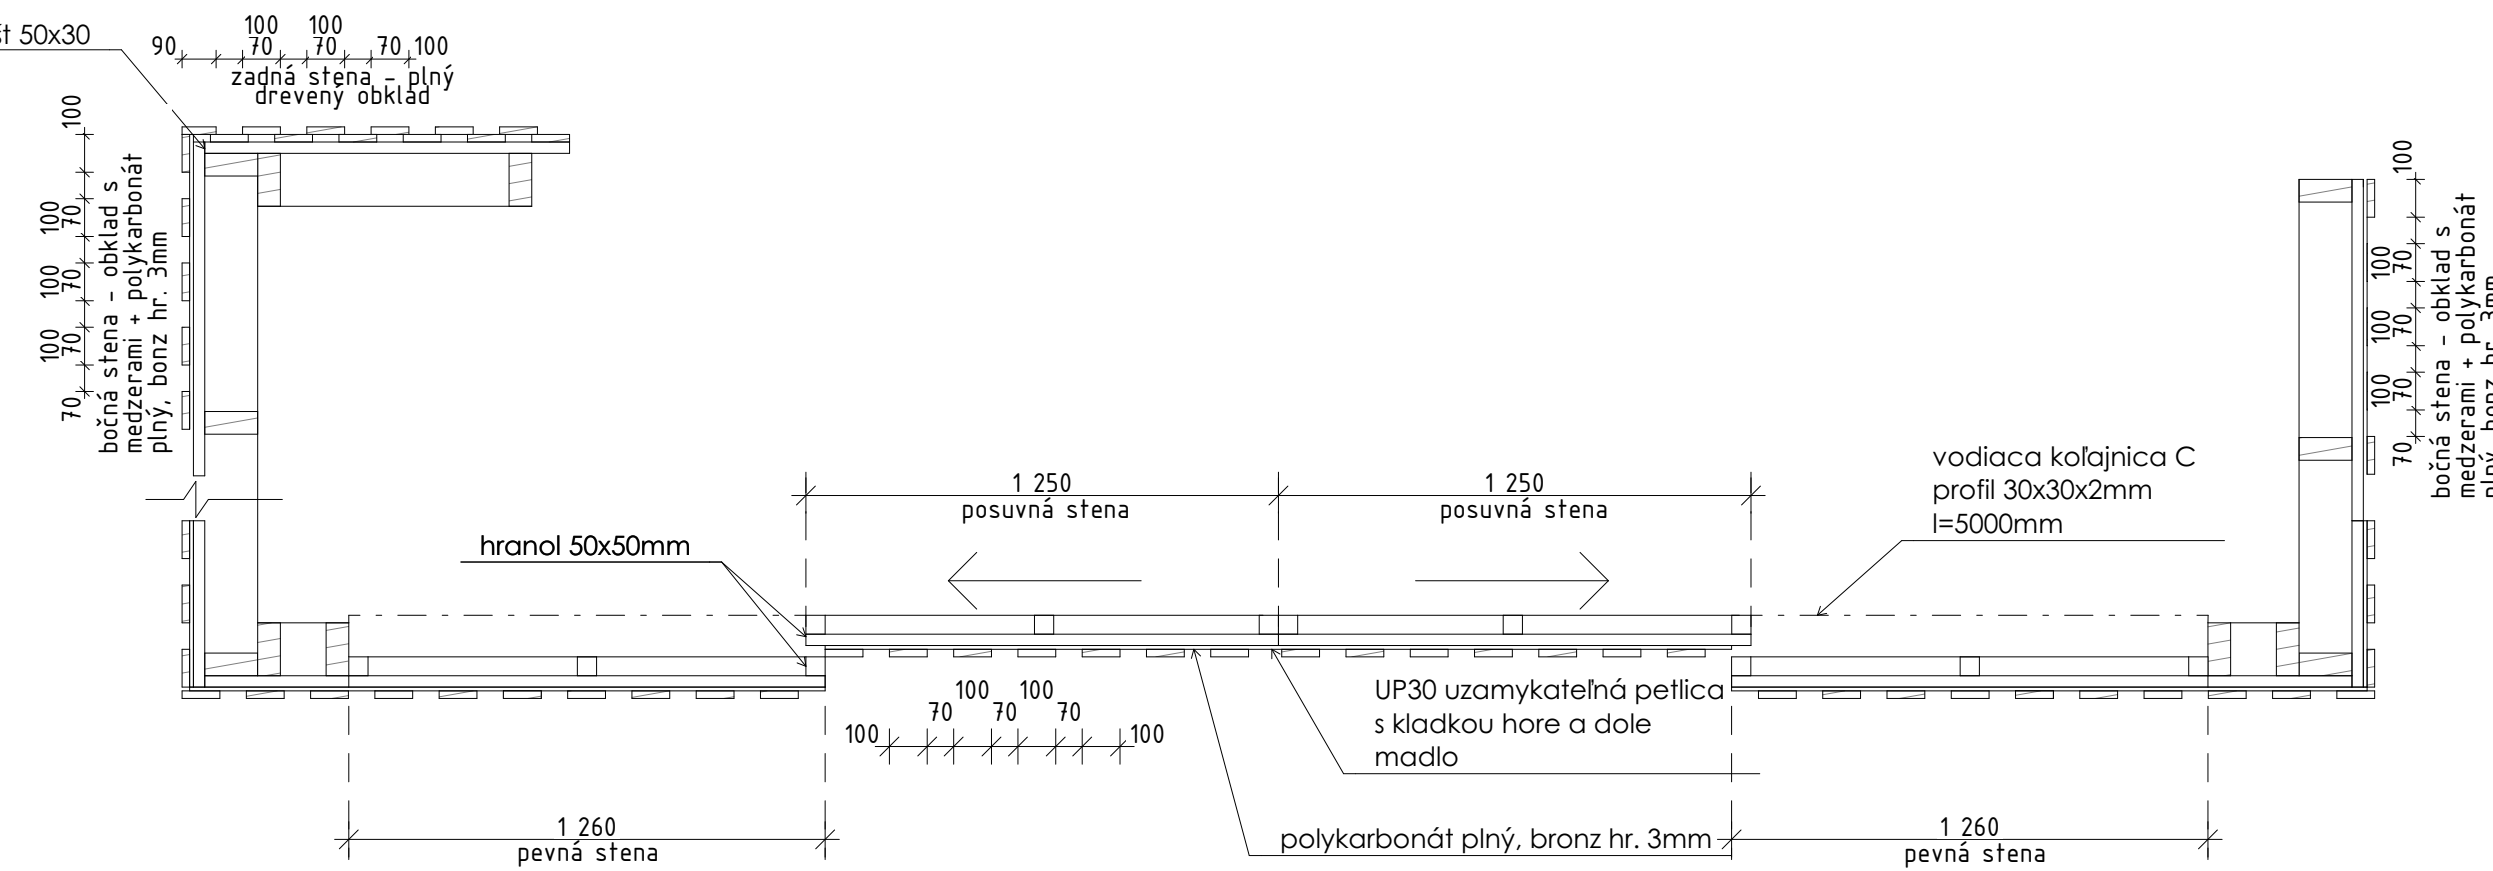 50x30
90
100
70
100
70
70
100
zadná stena - plný
drevený obklad
100
100
70
100
70
100
70
70
bočná stena - obklad s
medzerami + polykarbonát
plný, bonz hr. 3mm
hranol 50x50mm
1 250
posuvná stena
1 250
posuvná stena
vodiaca koľajnica C
profil 30x30x2mm
l=5000mm
100
100
70
100
70
100
70
70
bočná stena - obklad s
medzerami + polykarbonát
plný, bonz hr. 3mm
100
70
100
70
100
70
100
UP30 uzamykateľná petlica
s kladkou hore a dole
madlo
polykarbonát plný, bronz hr. 3mm
1 260
pevná stena
1 260
pevná stena